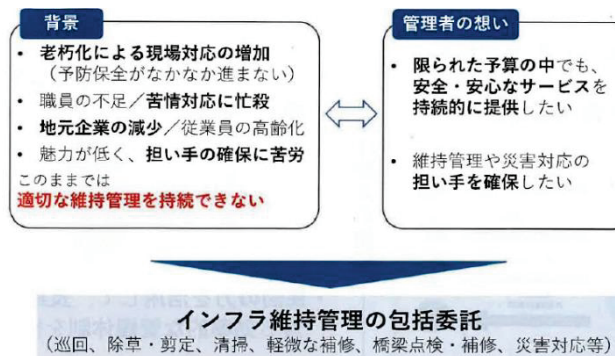 背景
• 老朽化による現場対応の増加
（予防保全がなかなか進まない）
• 職員の不足／苦情対応に忙殺
• 地元企業の減少／従業員の高齢化
• 魅力が低く、担い手の確保に苦労
このままでは
適切な維持管理を持続できない
管理者の想い
• 限られた予算の中でも、
安全・安心なサービスを
持続的に提供したい
• 維持管理や災害対応の
担い手を確保したい
インフラ維持管理の包括委託
（巡回、除草・剪定、清掃、軽微な補修、橋梁点検・補修、災害対応等）